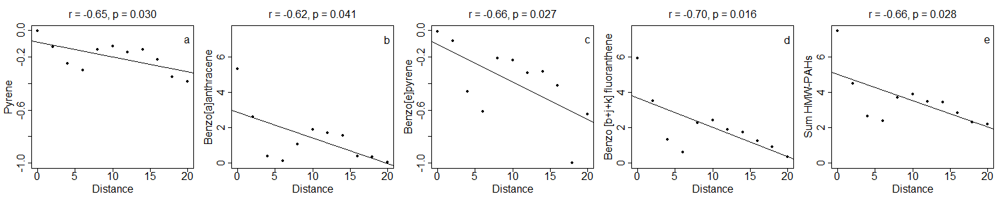 r = -0.65, p = 0.030
a
Pyrene
0.0
-0.2
-0.6
-1.0
0 5 10 15 20
Distance
r = -0.62, p = 0.041
b
Benzo[a]anthracene
6
4
2
0
0 5 10 15 20
Distance
r = -0.66, p = 0.027
c
Benzo[e]pyrene
0.0
-0.2
-0.6
-1.0
0 5 10 15 20
Distance
r = -0.70, p = 0.016
d
Benzo [b+j+k] fluoranthene
6
4
2
0
0 5 10 15 20
Distance
r = -0.66, p = 0.028
e
Sum HMW-PAHs
6
4
2
0
0 5 10 15 20
Distance